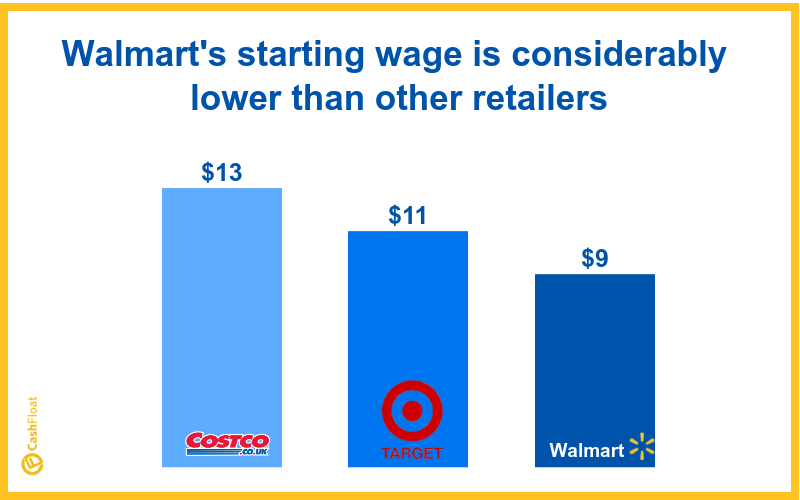 Walmart's starting wage is considerably
lower than other retailers
$13
$11
$9
COSTCO
.CO.UK
TARGET
Walmart
CashFloat